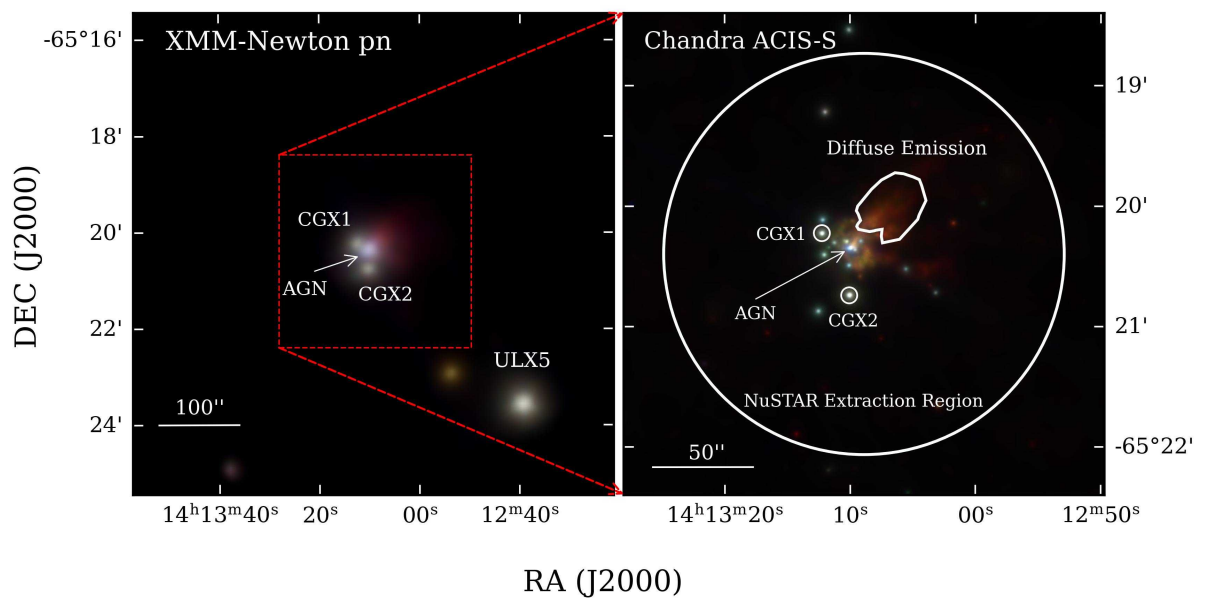 XMM-Newton pn
Chandra ACIS-S
-65°16'
18'
20'
22'
24'
DEC (J2000)
CGX1
AGN
CGX2
ULX5
100''
14ʰ13ᵐ40ˢ
20ˢ
00ˢ
12ᵐ40ˢ
Diffuse Emission
CGX1
AGN
CGX2
NuSTAR Extraction Region
50''
19'
20'
21'
-65°22'
14ʰ13ᵐ20ˢ
10ˢ
00ˢ
12ᵐ50ˢ
RA (J2000)